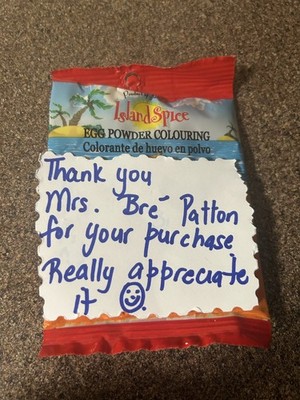 Island Spice
EGG POWDER COLOURING
Colorante de huevo en polvo
Thank you
Mrs. "Bre" Patton
for your purchase
Really appreciate
it